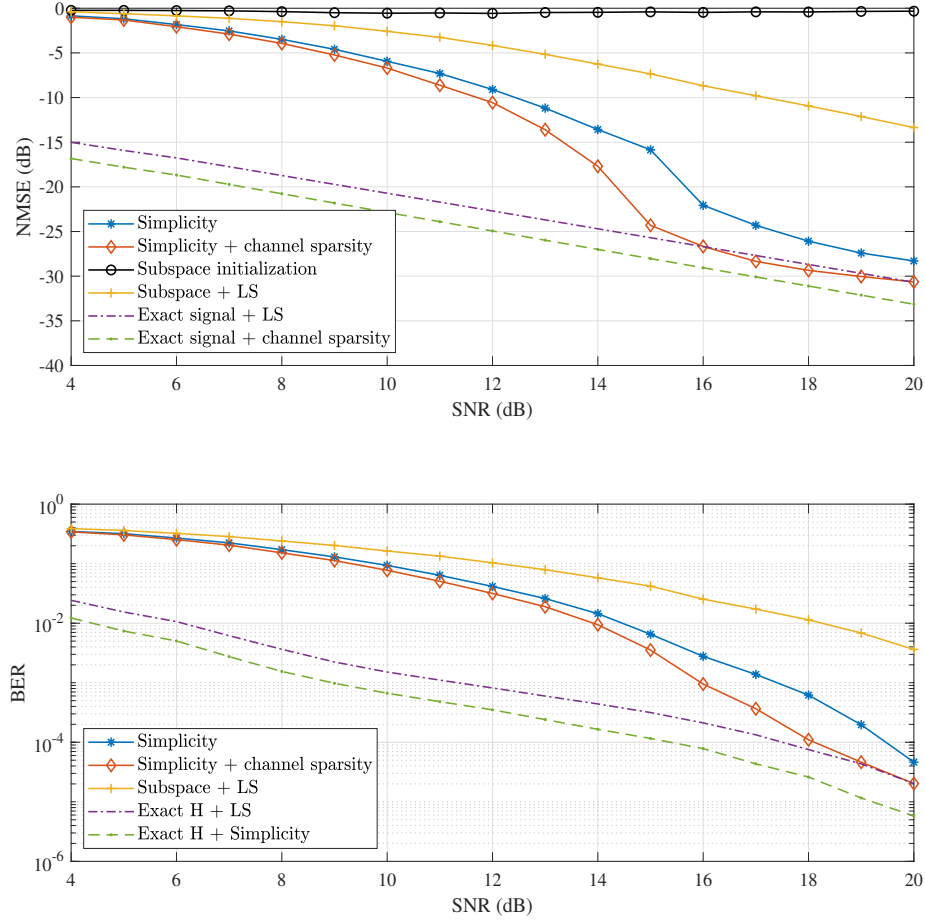 0
-5
-10
-15
-20
-25
-30
-35
-40
NMSE (dB)
Simplicity
Simplicity + channel sparsity
Subspace initialization
Subspace + LS
Exact signal + LS
Exact signal + channel sparsity
4 6 8 10 12 14 16 18 20
SNR (dB)
10^0
10^-2
10^-4
10^-6
BER
Simplicity
Simplicity + channel sparsity
Subspace + LS
Exact H + LS
Exact H + Simplicity
4 6 8 10 12 14 16 18 20
SNR (dB)